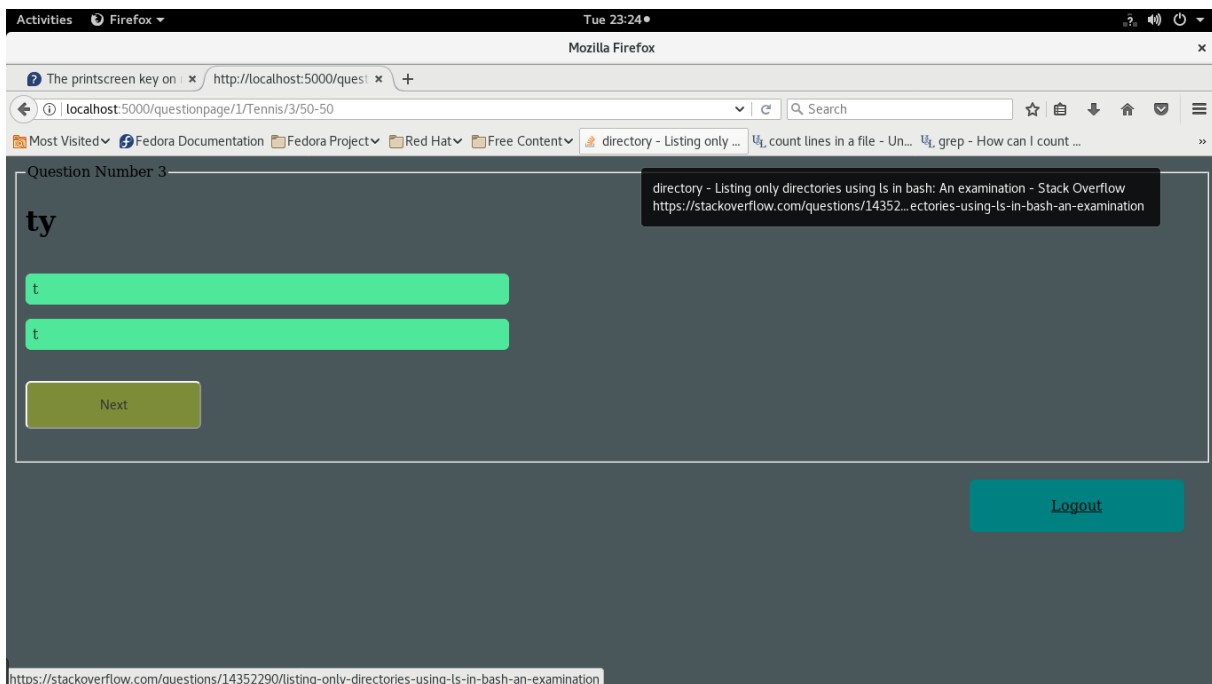 Activities Firefox Tue 23:24
Mozilla Firefox
The printscreen key on http://localhost:5000/quest
localhost:5000/questionpage/1/Tennis/3/50-50 Search
Most Visited Fedora Documentation Fedora Project Red Hat Free Content directory - Listing only ... count lines in a file - Un... grep - How can I count ...
Question Number 3
directory - Listing only directories using ls in bash: An examination - Stack Overflow
https://stackoverflow.com/questions/14352...ectories-using-ls-in-bash-an-examination
ty
t
t
Next
Logout
https://stackoverflow.com/questions/14352290/listing-only-directories-using-ls-in-bash-an-examination